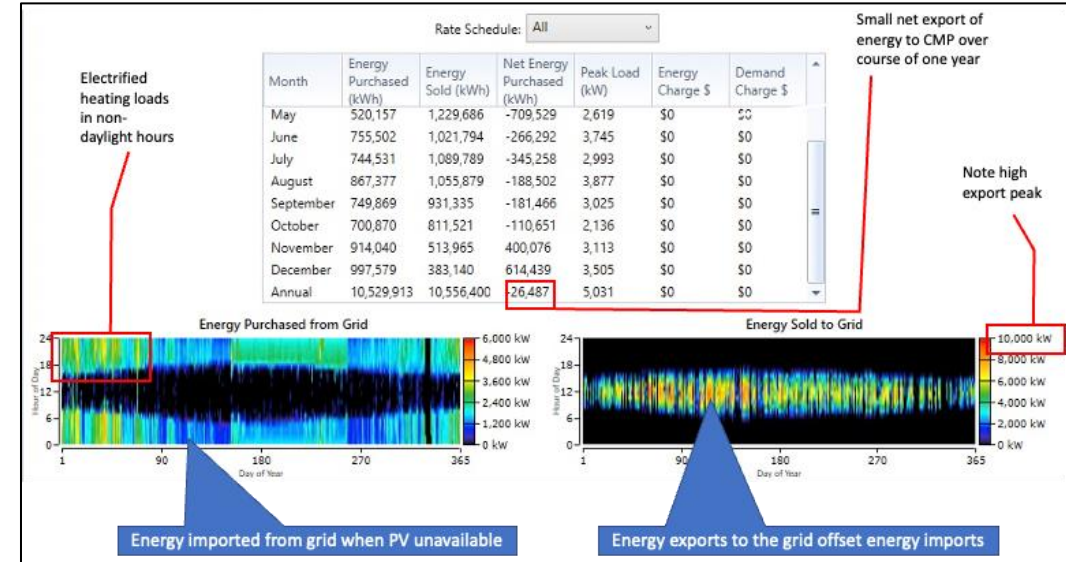 Rate Schedule: All
Small net export of
energy to CMP over
course of one year
Electrified
heating loads
in non-
daylight hours
Note high
export peak
Month Energy Purchased (kWh) Energy Sold (kWh) Net Energy Purchased (kWh) Peak Load (kW) Energy Charge $ Demand Charge $
May 520,157 1,229,686 -709,529 2,619 $0 $0
June 755,502 1,021,794 -266,292 3,745 $0 $0
July 744,531 1,089,789 -345,258 2,993 $0 $0
August 867,377 1,055,879 -188,502 3,877 $0 $0
September 749,869 931,335 -181,466 3,025 $0 $0
October 700,870 811,521 -110,651 2,136 $0 $0
November 914,040 513,965 400,076 3,113 $0 $0
December 997,579 383,140 614,439 3,505 $0 $0
Annual 10,529,913 10,556,400 -26,487 5,031 $0 $0
Energy Purchased from Grid
24
18
12
6
0
Hour of Day
1 90 180 270 365
Day of Year
6,000 kW
4,800 kW
3,600 kW
2,400 kW
1,200 kW
0 kW
Energy Sold to Grid
24
18
12
6
0
Hour of Day
1 90 180 270 365
Day of Year
10,000 kW
8,000 kW
6,000 kW
4,000 kW
2,000 kW
0 kW
Energy imported from grid when PV unavailable
Energy exports to the grid offset energy imports